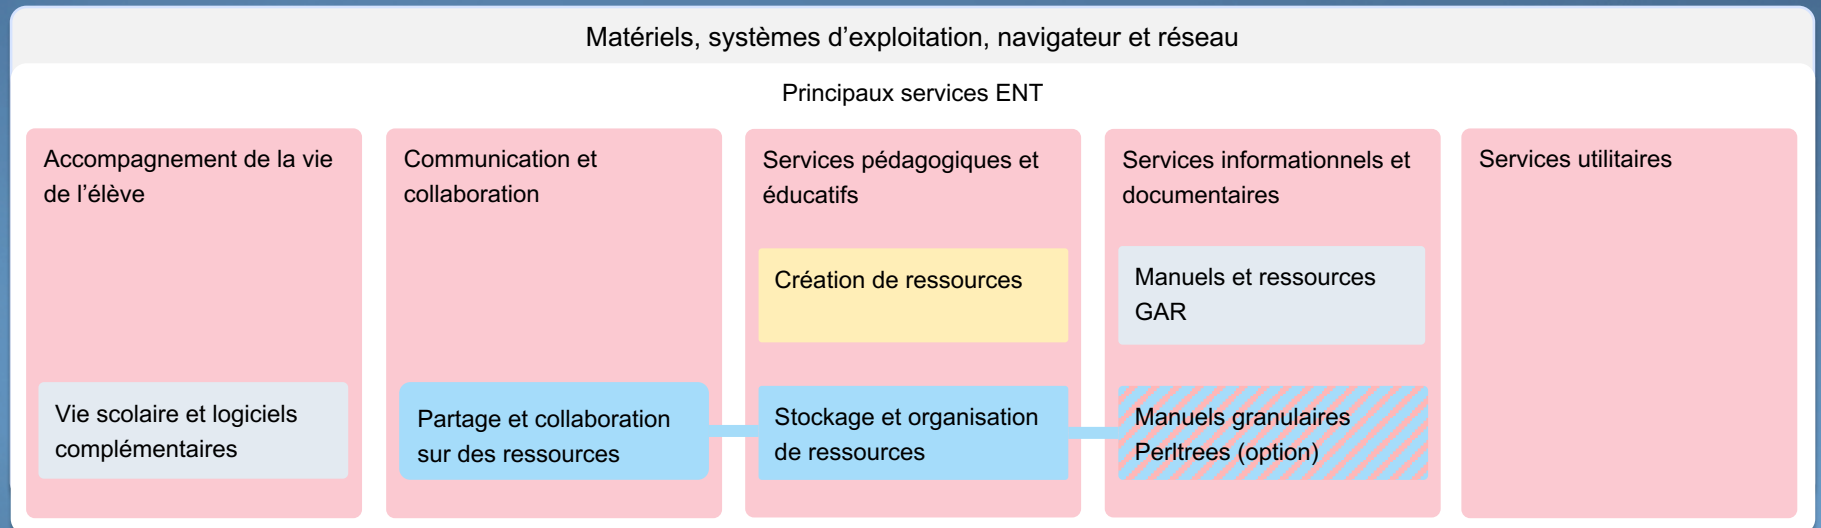 Matériels, systèmes d’exploitation, navigateur et réseau
Principaux services ENT
Accompagnement de la vie
de l’élève
Vie scolaire et logiciels
complémentaires
Communication et
collaboration
Partage et collaboration
sur des ressources
Services pédagogiques et
éducatifs
Création de ressources
Stockage et organisation
de ressources
Services informationnels et
documentaires
Manuels et ressources
GAR
Manuels granulaires
Perltrees (option)
Services utilitaires